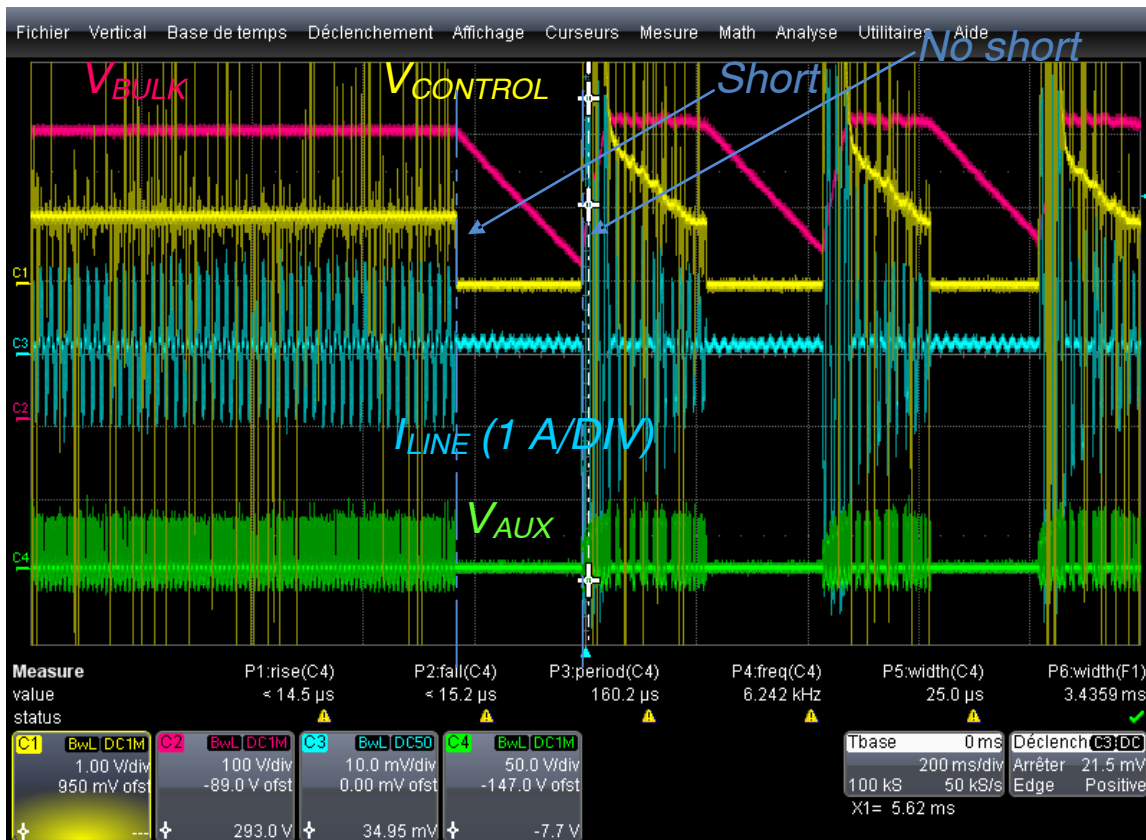 Fichier Vertical Base de temps Déclenchement Affichage Curseurs Mesure Math Analyse Utilitaires Aide
No short
V_BULK V_CONTROL Short
C1
C3
C2
I_LINE (1 A/DIV)
V_AUX
C4
Measure P1:rise(C4) P2:fall(C4) P3:period(C4) P4:freq(C4) P5:width(C4) P6:width(F1)
value < 14.5 µs < 15.2 µs 160.2 µs 6.242 kHz 25.0 µs 3.4359 ms
status
C1 BwL DC1M C2 BwL DC1M C3 BwL DC50 C4 BwL DC1M Tbase 0 ms Déclench C3 DC
1.00 V/div 100 V/div 10.0 mV/div 50.0 V/div 200 ms/div Arrêter 21.5 mV
950 mV ofst -89.0 V ofst 0.00 mV ofst -147.0 V ofst 100 kS 50 kS/s Edge Positive
--- 293.0 V 34.95 mV -7.7 V X1= 5.62 ms